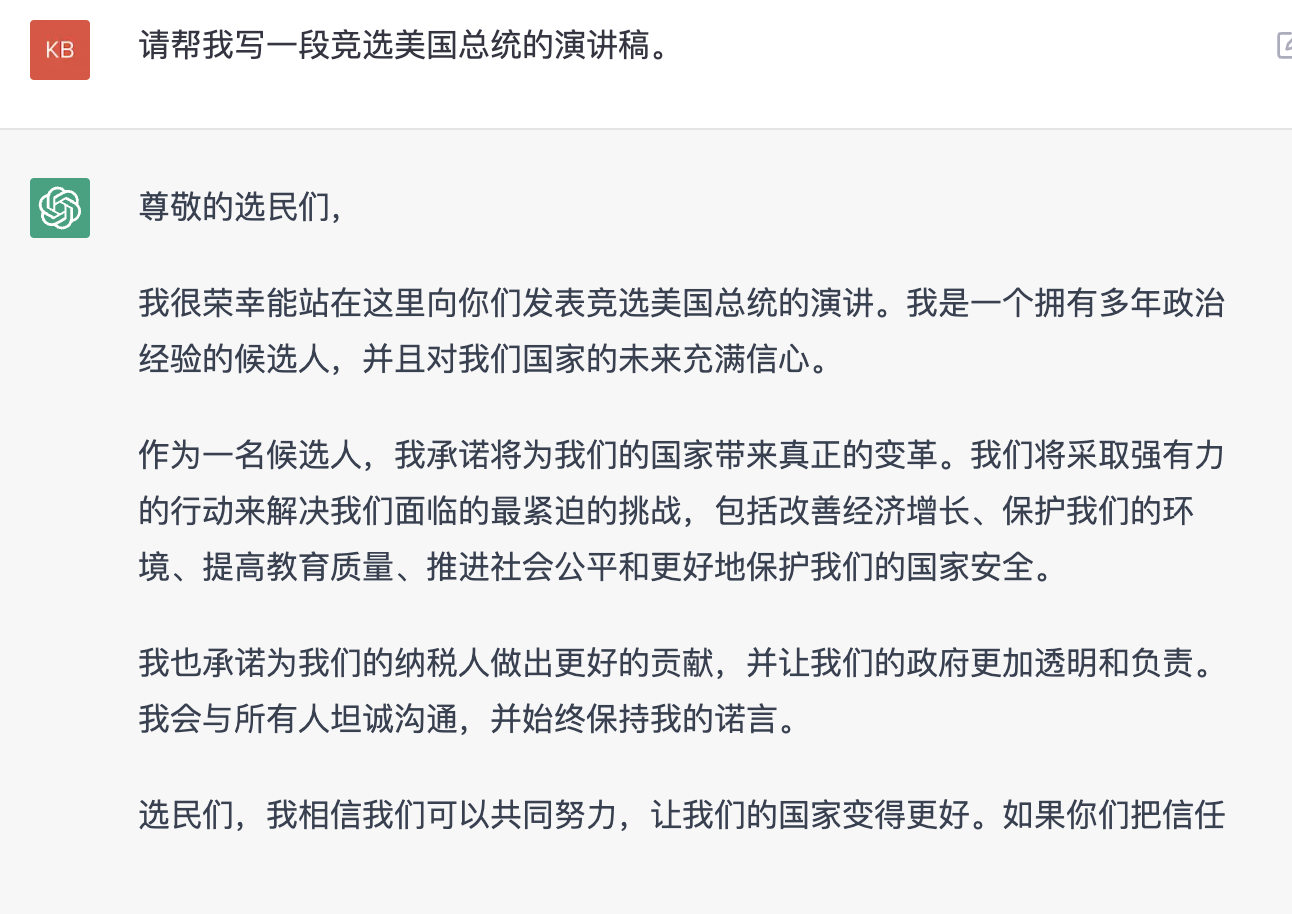 KB
请帮我写一段竞选美国总统的演讲稿。
尊敬的选民们，
我很荣幸能站在这里向你们发表竞选美国总统的演讲。我是一个拥有多年政治
经验的候选人，并且对我们国家的未来充满信心。
作为一名候选人，我承诺将为我们的国家带来真正的变革。我们将采取强有力
的行动来解决我们面临的最紧迫的挑战，包括改善经济增长、保护我们的环
境、提高教育质量、推进社会公平和更好地保护我们的国家安全。
我也承诺为我们的纳税人做出更好的贡献，并让我们的政府更加透明和负责。
我会与所有人坦诚沟通，并始终保持我的诺言。
选民们，我相信我们可以共同努力，让我们的国家变得更好。如果你们把信任